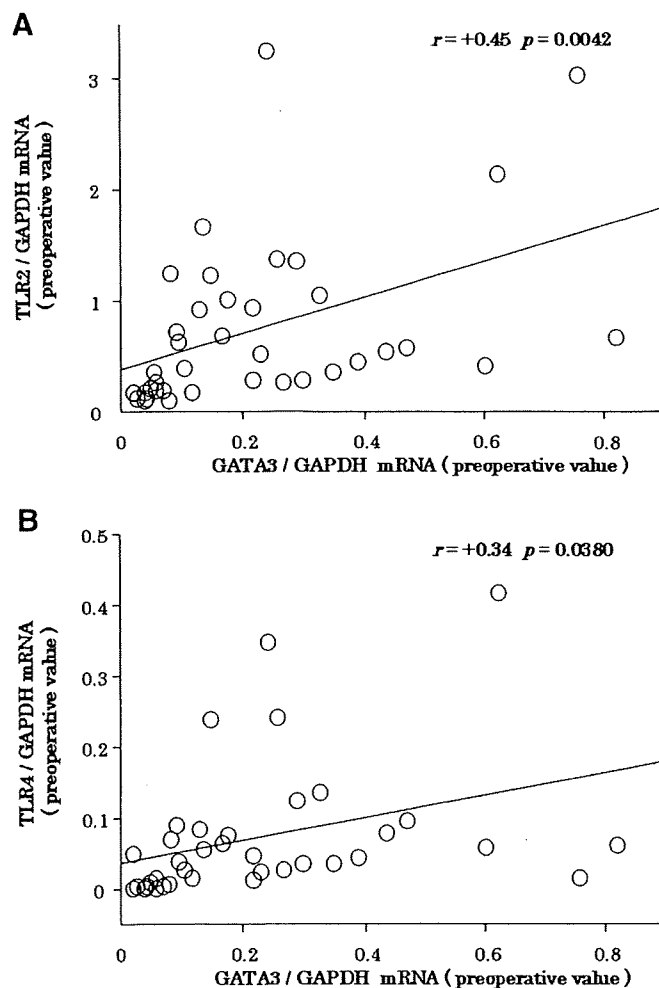 A
r=+0.45 p=0.0042
3
2
1
0
TLR2 / GAPDH mRNA
( preoperative value )
0 0.2 0.4 0.6 0.8
GATA3 / GAPDH mRNA ( preoperative value )
B
r=+0.34 p=0.0380
0.5
0.4
0.3
0.2
0.1
0
TLR4 / GAPDH mRNA
(preoperative value )
0 0.2 0.4 0.6 0.8
GATA3 / GAPDH mRNA ( preoperative value )